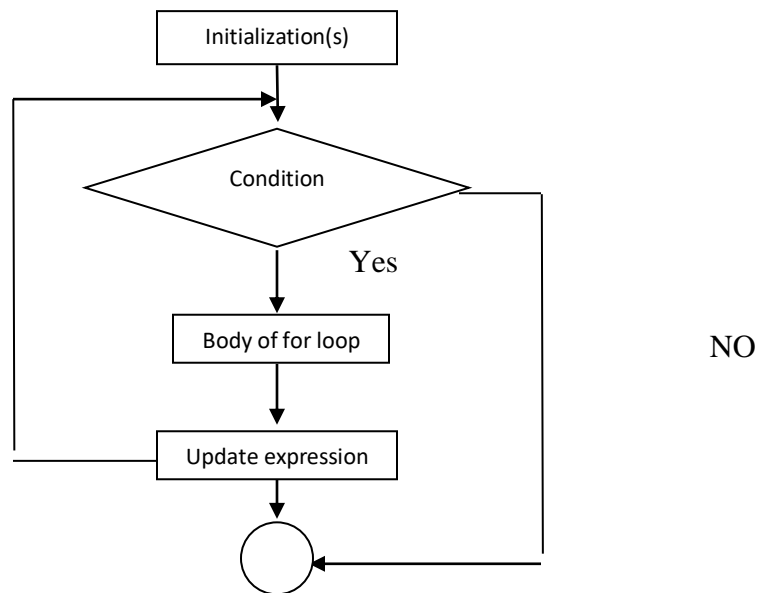 Initialization(s)
Condition
Yes
Body of for loop
NO
Update expression